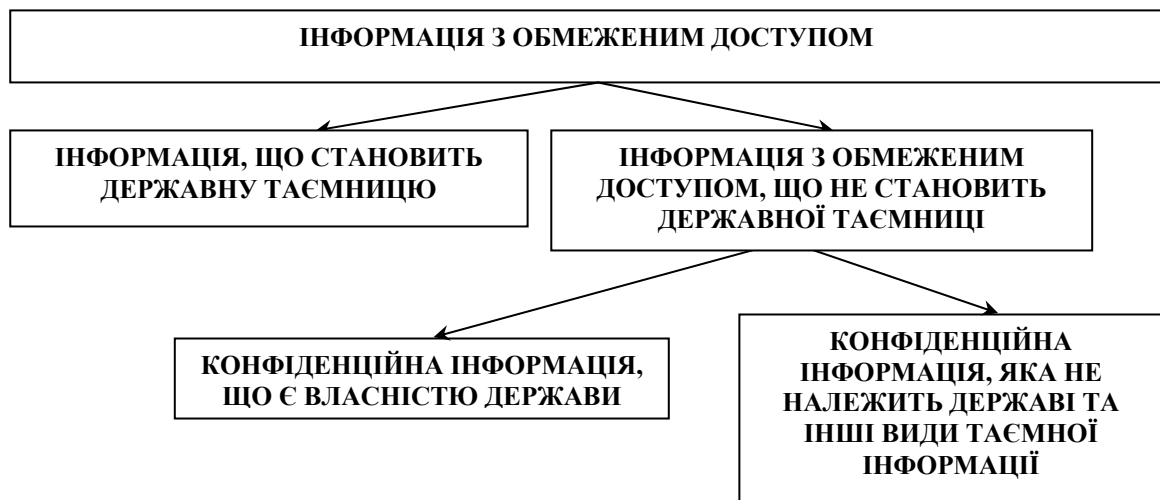 ІНФОРМАЦІЯ З ОБМЕЖЕНИМ ДОСТУПОМ
ІНФОРМАЦІЯ, ЩО СТАНОВИТЬ
ДЕРЖАВНУ ТАЄМНИЦЮ
ІНФОРМАЦІЯ З ОБМЕЖЕНИМ
ДОСТУПОМ, ЩО НЕ СТАНОВИТЬ
ДЕРЖАВНОЇ ТАЄМНИЦІ
КОНФІДЕНЦІЙНА ІНФОРМАЦІЯ,
ЩО Є ВЛАСНІСТЮ ДЕРЖАВИ
КОНФІДЕНЦІЙНА
ІНФОРМАЦІЯ, ЯКА НЕ
НАЛЕЖИТЬ ДЕРЖАВІ ТА
ІНШІ ВИДИ ТАЄМНОЇ
ІНФОРМАЦІЇ